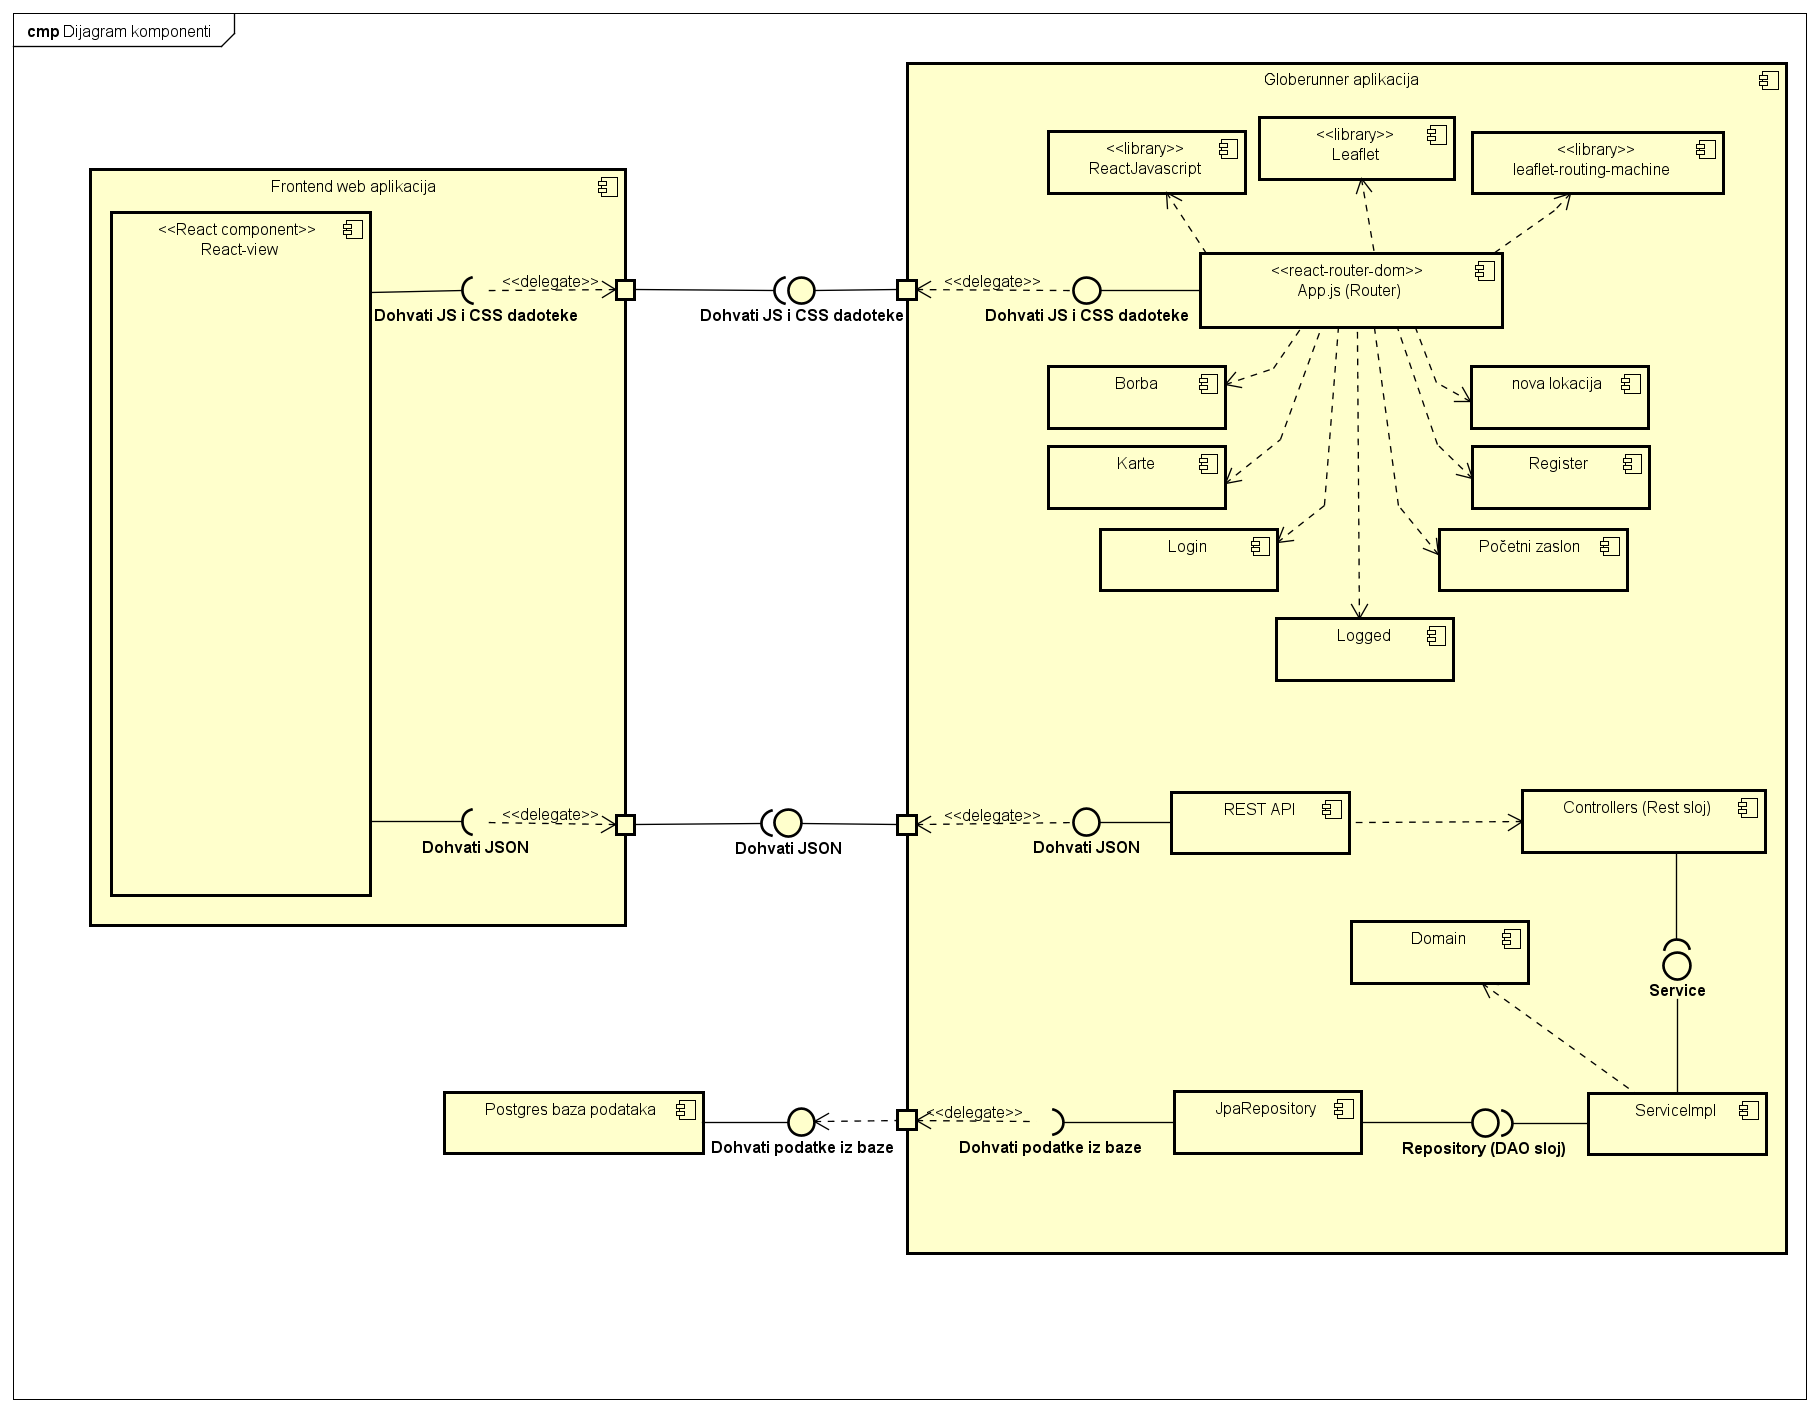 cmp Dijagram komponenti
Globerunner aplikacija
<<library>>
ReactJavascript
<<library>>
Leaflet
<<library>>
leaflet-routing-machine
Frontend web aplikacija
<<React component>>
React-view
<<delegate>>
Dohvati JS i CSS dadoteke
Dohvati JS i CSS dadoteke
<<delegate>>
Dohvati JS i CSS dadoteke
<<react-router-dom>>
App.js (Router)
Borba
nova lokacija
Karte
Register
Login
Početni zaslon
Logged
<<delegate>>
Dohvati JSON
Dohvati JSON
<<delegate>>
Dohvati JSON
REST API
Controllers (Rest sloj)
Domain
Service
Postgres baza podataka
Dohvati podatke iz baze
<<delegate>>
Dohvati podatke iz baze
JpaRepository
Repository (DAO sloj)
ServiceImpl